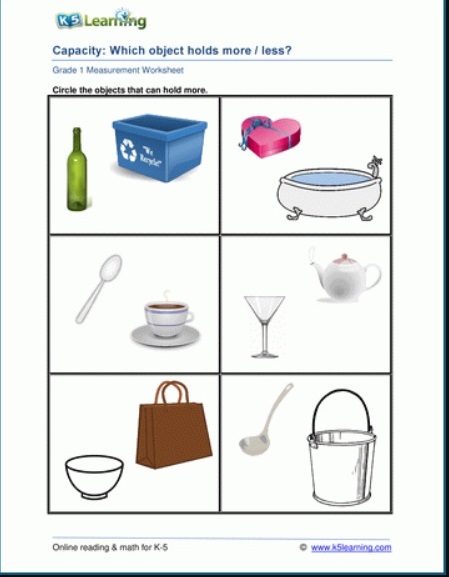 K5 Learning
Capacity: Which object holds more / less?
Grade 1 Measurement Worksheet
Circle the objects that can hold more.
"We
Recycle"
Online reading & math for K-5
© www.k5learning.com